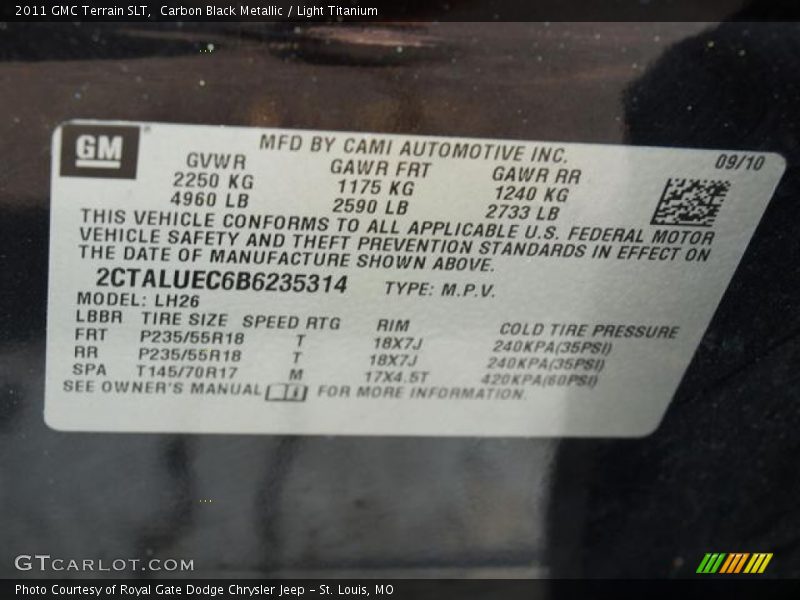 2011 GMC Terrain SLT, Carbon Black Metallic / Light Titanium
GM
MFD BY CAMI AUTOMOTIVE INC.
09/10
GVWR GAWR FRT GAWR RR
2250 KG 1175 KG 1240 KG
4960 LB 2590 LB 2733 LB
THIS VEHICLE CONFORMS TO ALL APPLICABLE U.S. FEDERAL MOTOR
VEHICLE SAFETY AND THEFT PREVENTION STANDARDS IN EFFECT ON
THE DATE OF MANUFACTURE SHOWN ABOVE.
2CTALUEC6B6235314 TYPE: M.P.V.
MODEL: LH26
LBBR TIRE SIZE SPEED RTG RIM COLD TIRE PRESSURE
FRT P235/55R18 T 18X7J 240KPA(35PSI)
RR P235/55R18 T 18X7J 240KPA(35PSI)
SPA T145/70R17 M 17X4.5T 420KPA(60PSI)
SEE OWNER'S MANUAL FOR MORE INFORMATION.
GTCARLOT.COM
Photo Courtesy of Royal Gate Dodge Chrysler Jeep – St. Louis, MO